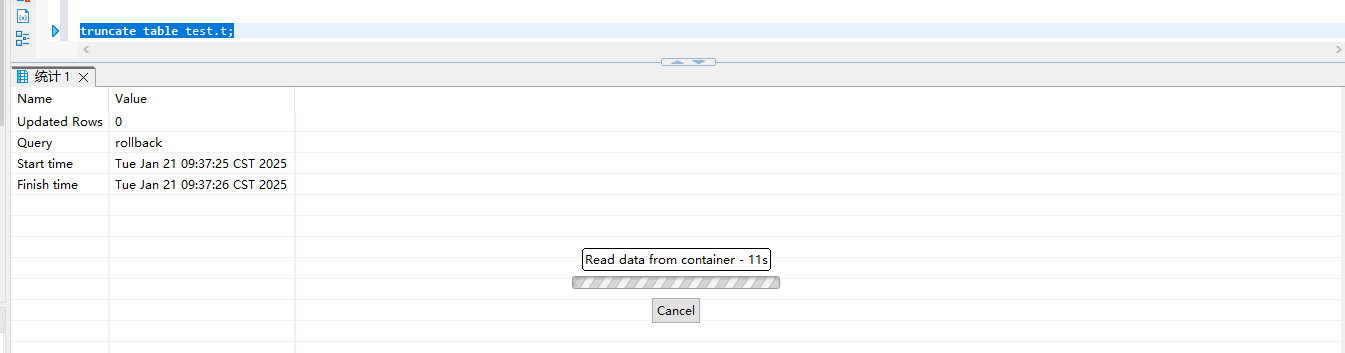 truncate table test.t;
统计 1
Name Value
Updated Rows 0
Query rollback
Start time Tue Jan 21 09:37:25 CST 2025
Finish time Tue Jan 21 09:37:26 CST 2025
Read data from container - 11s
Cancel